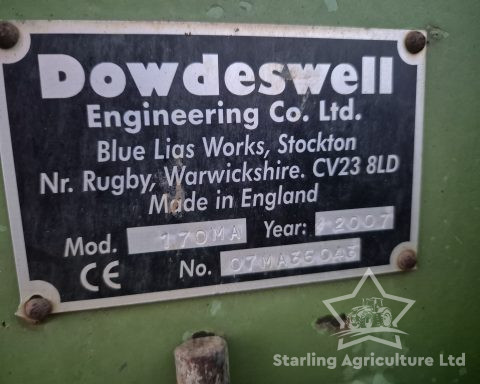 Dowdeswell
Engineering Co. Ltd.
Blue Lias Works, Stockton
Nr. Rugby, Warwickshire. CV23 8LD
Made in England
Mod. 170MA Year: 2007
CE No. 07MA35043
Starling Agriculture Ltd